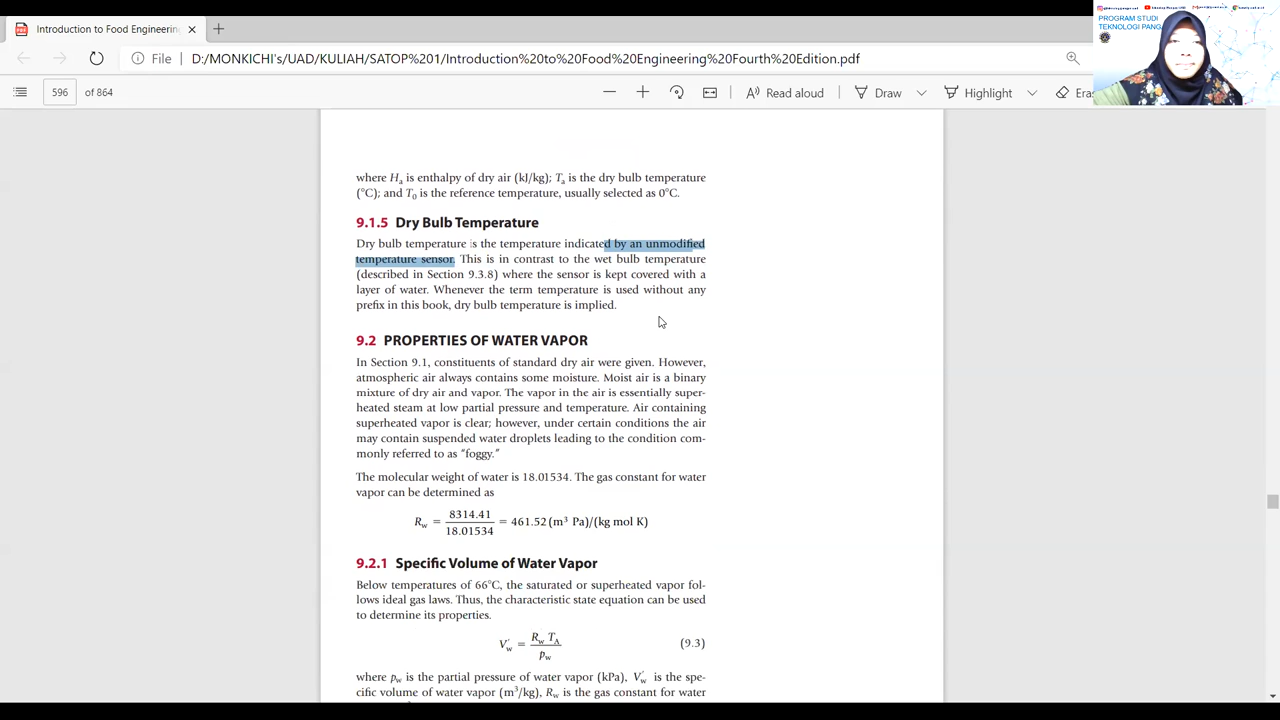 Introduction to Food Engineering
File D:/MONKICHI's/UAD/KULIAH/SATOP%201/Introduction%20to%20Food%20Engineering%20Fourth%20Edition.pdf
PROGRAM STUDI
TEKNOLOGI PANG
596 of 864 Read aloud Draw Highlight Eras
where Ha is enthalpy of dry air (kJ/kg); Ta is the dry bulb temperature
(°C); and T0 is the reference temperature, usually selected as 0°C.
9.1.5 Dry Bulb Temperature
Dry bulb temperature is the temperature indicated by an unmodified
temperature sensor. This is in contrast to the wet bulb temperature
(described in Section 9.3.8) where the sensor is kept covered with a
layer of water. Whenever the term temperature is used without any
prefix in this book, dry bulb temperature is implied.
9.2 PROPERTIES OF WATER VAPOR
In Section 9.1, constituents of standard dry air were given. However,
atmospheric air always contains some moisture. Moist air is a binary
mixture of dry air and vapor. The vapor in the air is essentially super-
heated steam at low partial pressure and temperature. Air containing
superheated vapor is clear; however, under certain conditions the air
may contain suspended water droplets leading to the condition com-
monly referred to as "foggy."
The molecular weight of water is 18.01534. The gas constant for water
vapor can be determined as
Rw = 8314.41 / 18.01534 = 461.52 (m³ Pa)/(kg mol K)
9.2.1 Specific Volume of Water Vapor
Below temperatures of 66°C, the saturated or superheated vapor fol-
lows ideal gas laws. Thus, the characteristic state equation can be used
to determine its properties.
V′w = Rw TA / pw (9.3)
where pw is the partial pressure of water vapor (kPa), V′w is the spe-
cific volume of water vapor (m³/kg), Rw is the gas constant for water